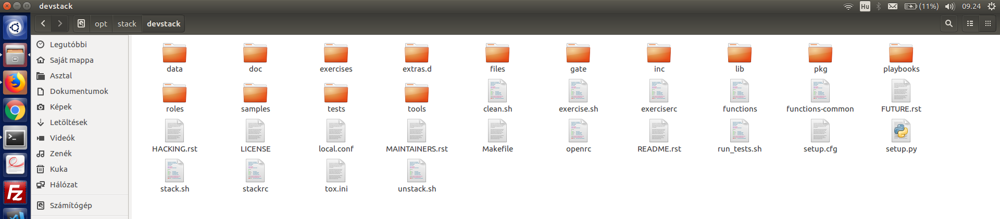 devstack
Hu (11%) 09.24
opt stack devstack
Legutóbbi
Saját mappa
Asztal
Dokumentumok
Képek
Letöltések
Videók
Zenék
Kuka
Hálózat
Számítógép
data doc exercises extras.d files gate inc lib pkg playbooks
roles samples tests tools clean.sh exercise.sh exerciserc functions functions-common FUTURE.rst
HACKING.rst LICENSE local.conf MAINTAINERS.rst Makefile openrc README.rst run_tests.sh setup.cfg setup.py
stack.sh stackrc tox.ini unstack.sh
Fz